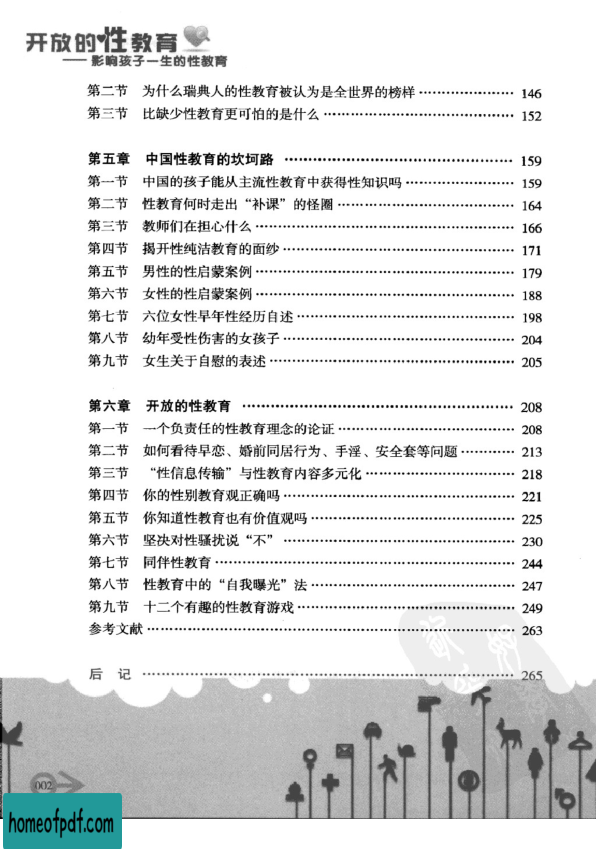 开放的性教育
——影响孩子一生的性教育
第二节 为什么瑞典人的性教育被认为是全世界的榜样 ………………… 146
第三节 比缺少性教育更可怕的是什么 ………………………………… 152
第五章 中国性教育的坎坷路 ………………………………………… 159
第一节 中国的孩子能从主流性教育中获得性知识吗 ………………… 159
第二节 性教育何时走出“补课”的怪圈 ……………………………… 164
第三节 教师们在担心什么 …………………………………………… 166
第四节 揭开性纯洁教育的面纱 ……………………………………… 171
第五节 男性的性启蒙案例 …………………………………………… 179
第六节 女性的性启蒙案例 …………………………………………… 188
第七节 六位女性早年性经历自述 …………………………………… 198
第八节 幼年受性伤害的女孩子 ……………………………………… 204
第九节 女生关于自慰的表述 ………………………………………… 205
第六章 开放的性教育 ………………………………………………… 208
第一节 一个负责任的性教育理念的论证 …………………………… 208
第二节 如何看待早恋、婚前同居行为、手淫、安全套等问题 ………… 213
第三节 “性信息传输”与性教育内容多元化 ………………………… 218
第四节 你的性别教育观正确吗 ……………………………………… 221
第五节 你知道性教育也有价值观吗 ………………………………… 225
第六节 坚决对性骚扰说“不” ………………………………………… 230
第七节 同伴性教育 …………………………………………………… 244
第八节 性教育中的“自我曝光”法 …………………………………… 247
第九节 十二个有趣的性教育游戏 …………………………………… 249
参考文献 ……………………………………………………………… 263
后 记 ………………………………………………………………… 265
002
homeofpdf.com